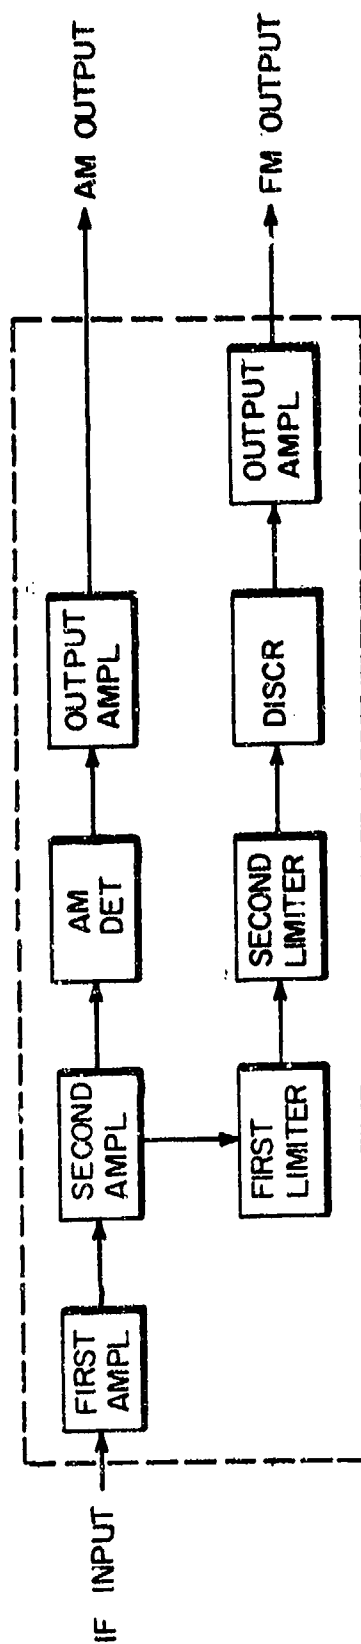 IF INPUT
FIRST
AMPL
SECOND
AMPL
AM
DET
OUTPUT
AMPL
AM OUTPUT
FIRST
LIMITER
SECOND
LIMITER
DISCR
OUTPUT
AMPL
FM OUTPUT